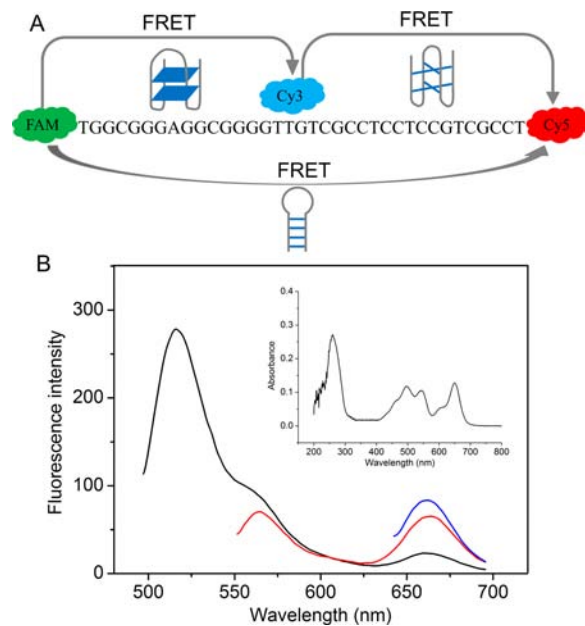 A
FRET
FRET
Cy3
FAM
TGGCGGGAGGCGGGGTTGTCGCCTCCTCCGTCGCCT
Cy5
FRET
B
300
200
100
0
Fluorescence intensity
500
550
600
650
700
Wavelength (nm)
0.4
0.3
0.2
0.1
0.0
Absorbance
200
300
400
500
600
700
800
Wavelength (nm)